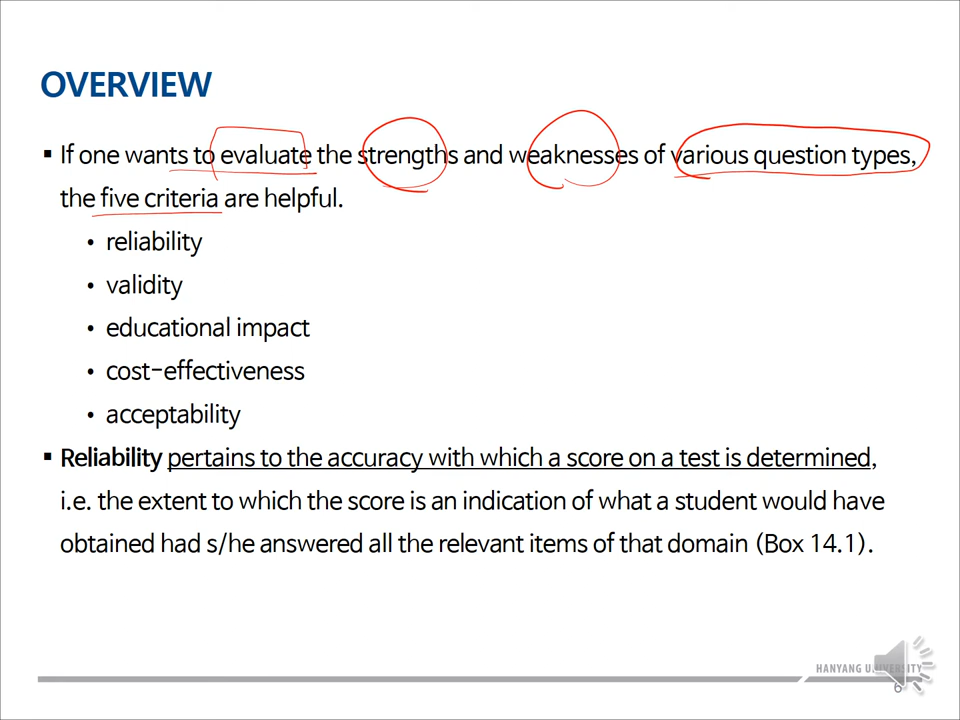 OVERVIEW
▪ If one wants to evaluate the strengths and weaknesses of various question types,
the five criteria are helpful.
• reliability
• validity
• educational impact
• cost-effectiveness
• acceptability
▪ Reliability pertains to the accuracy with which a score on a test is determined,
i.e. the extent to which the score is an indication of what a student would have
obtained had s/he answered all the relevant items of that domain (Box 14.1).
HANYANG UNIVERSITY
6